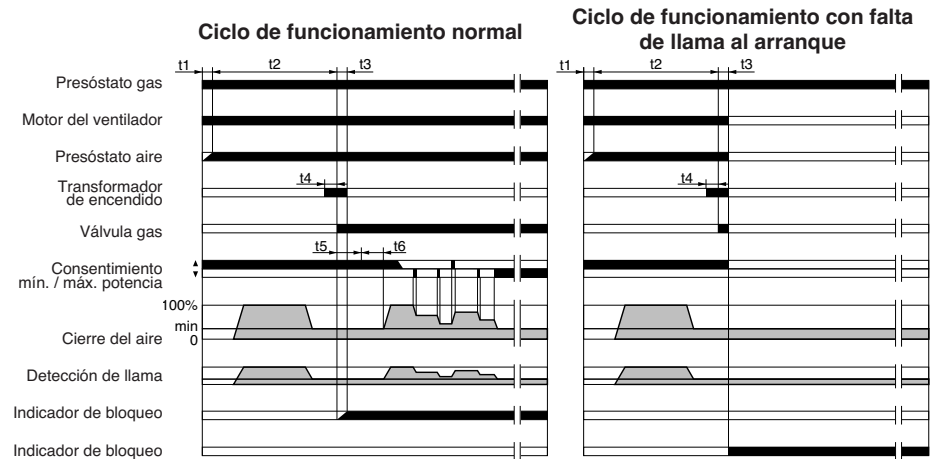 Ciclo de funcionamiento normal
Ciclo de funcionamiento con falta
de llama al arranque
t1 t2 t3
t1 t2 t3
Presóstato gas
Motor del ventilador
Presóstato aire
Transformador
de encendido
t4
t4
Válvula gas
t5 t6
Consentimiento
mín. / máx. potencia
100%
min
0
Cierre del aire
Detección de llama
Indicador de bloqueo
Indicador de bloqueo